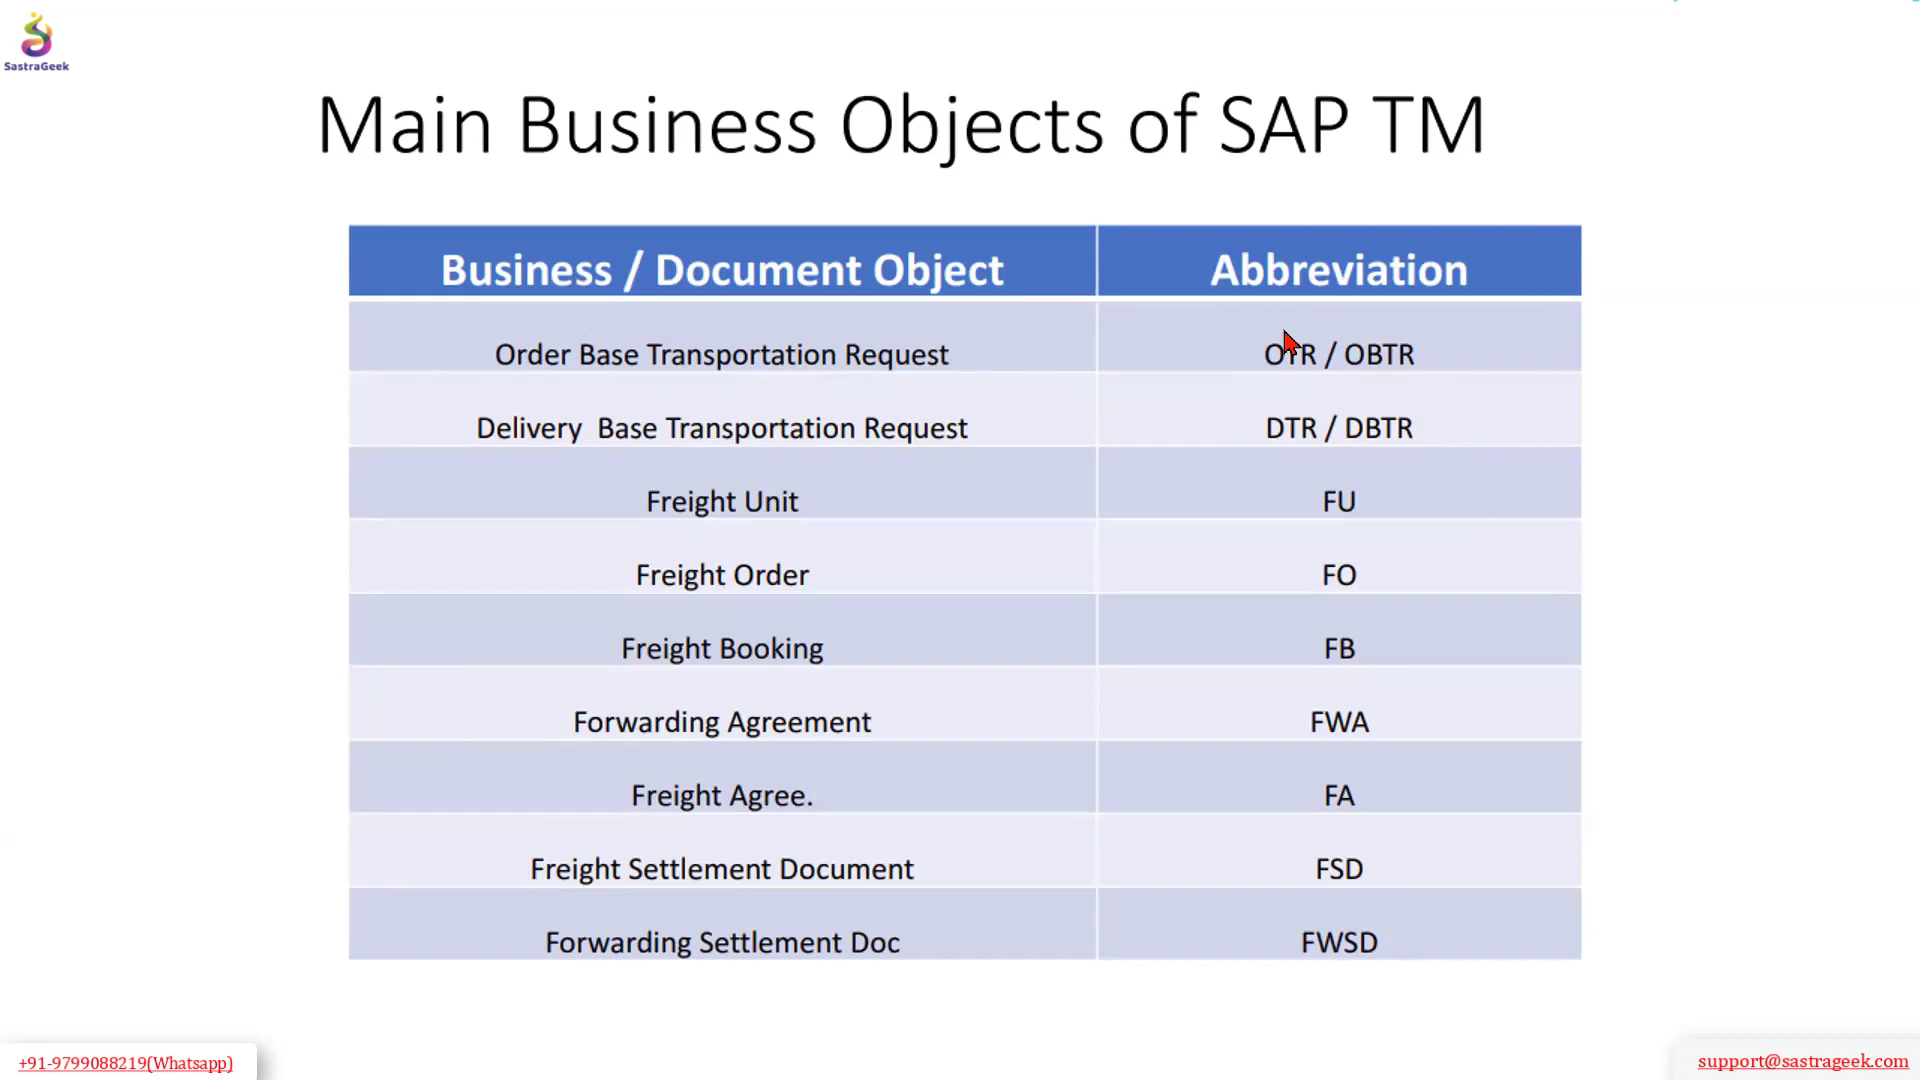 SastraGeek
Main Business Objects of SAP TM
Business / Document Object Abbreviation
Order Base Transportation Request OTR / OBTR
Delivery Base Transportation Request DTR / DBTR
Freight Unit FU
Freight Order FO
Freight Booking FB
Forwarding Agreement FWA
Freight Agree. FA
Freight Settlement Document FSD
Forwarding Settlement Doc FWSD
+91-9799088219(Whatsapp) support@sastrageek.com